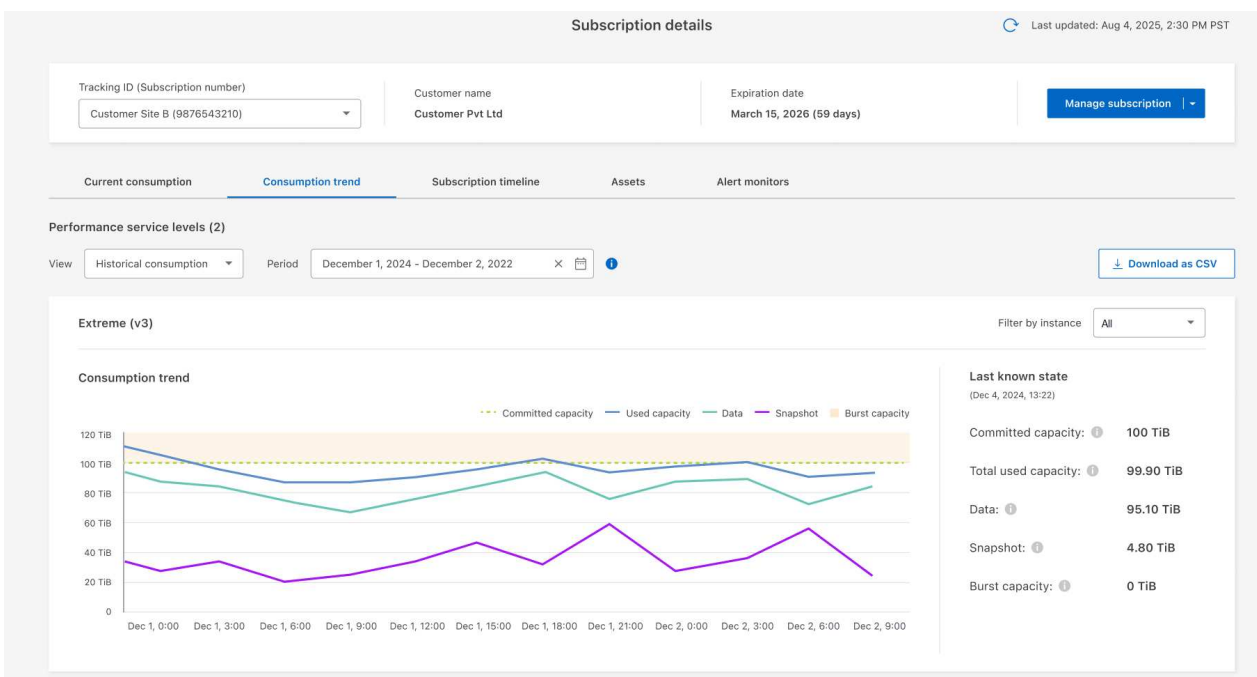 Subscription details
Last updated: Aug 4, 2025, 2:30 PM PST
Tracking ID (Subscription number)
Customer Site B (9876543210)
Customer name
Customer Pvt Ltd
Expiration date
March 15, 2026 (59 days)
Manage subscription
Current consumption
Consumption trend
Subscription timeline
Assets
Alert monitors
Performance service levels (2)
View
Historical consumption
Period
December 1, 2024 - December 2, 2022
Download as CSV
Extreme (v3)
Filter by instance
All
Consumption trend
Committed capacity
Used capacity
Data
Snapshot
Burst capacity
120 TiB
100 TiB
80 TiB
60 TiB
40 TiB
20 TiB
0
Dec 1, 0:00
Dec 1, 3:00
Dec 1, 6:00
Dec 1, 9:00
Dec 1, 12:00
Dec 1, 15:00
Dec 1, 18:00
Dec 1, 21:00
Dec 2, 0:00
Dec 2, 3:00
Dec 2, 6:00
Dec 2, 9:00
Last known state
(Dec 4, 2024, 13:22)
Committed capacity: 100 TiB
Total used capacity: 99.90 TiB
Data: 95.10 TiB
Snapshot: 4.80 TiB
Burst capacity: 0 TiB